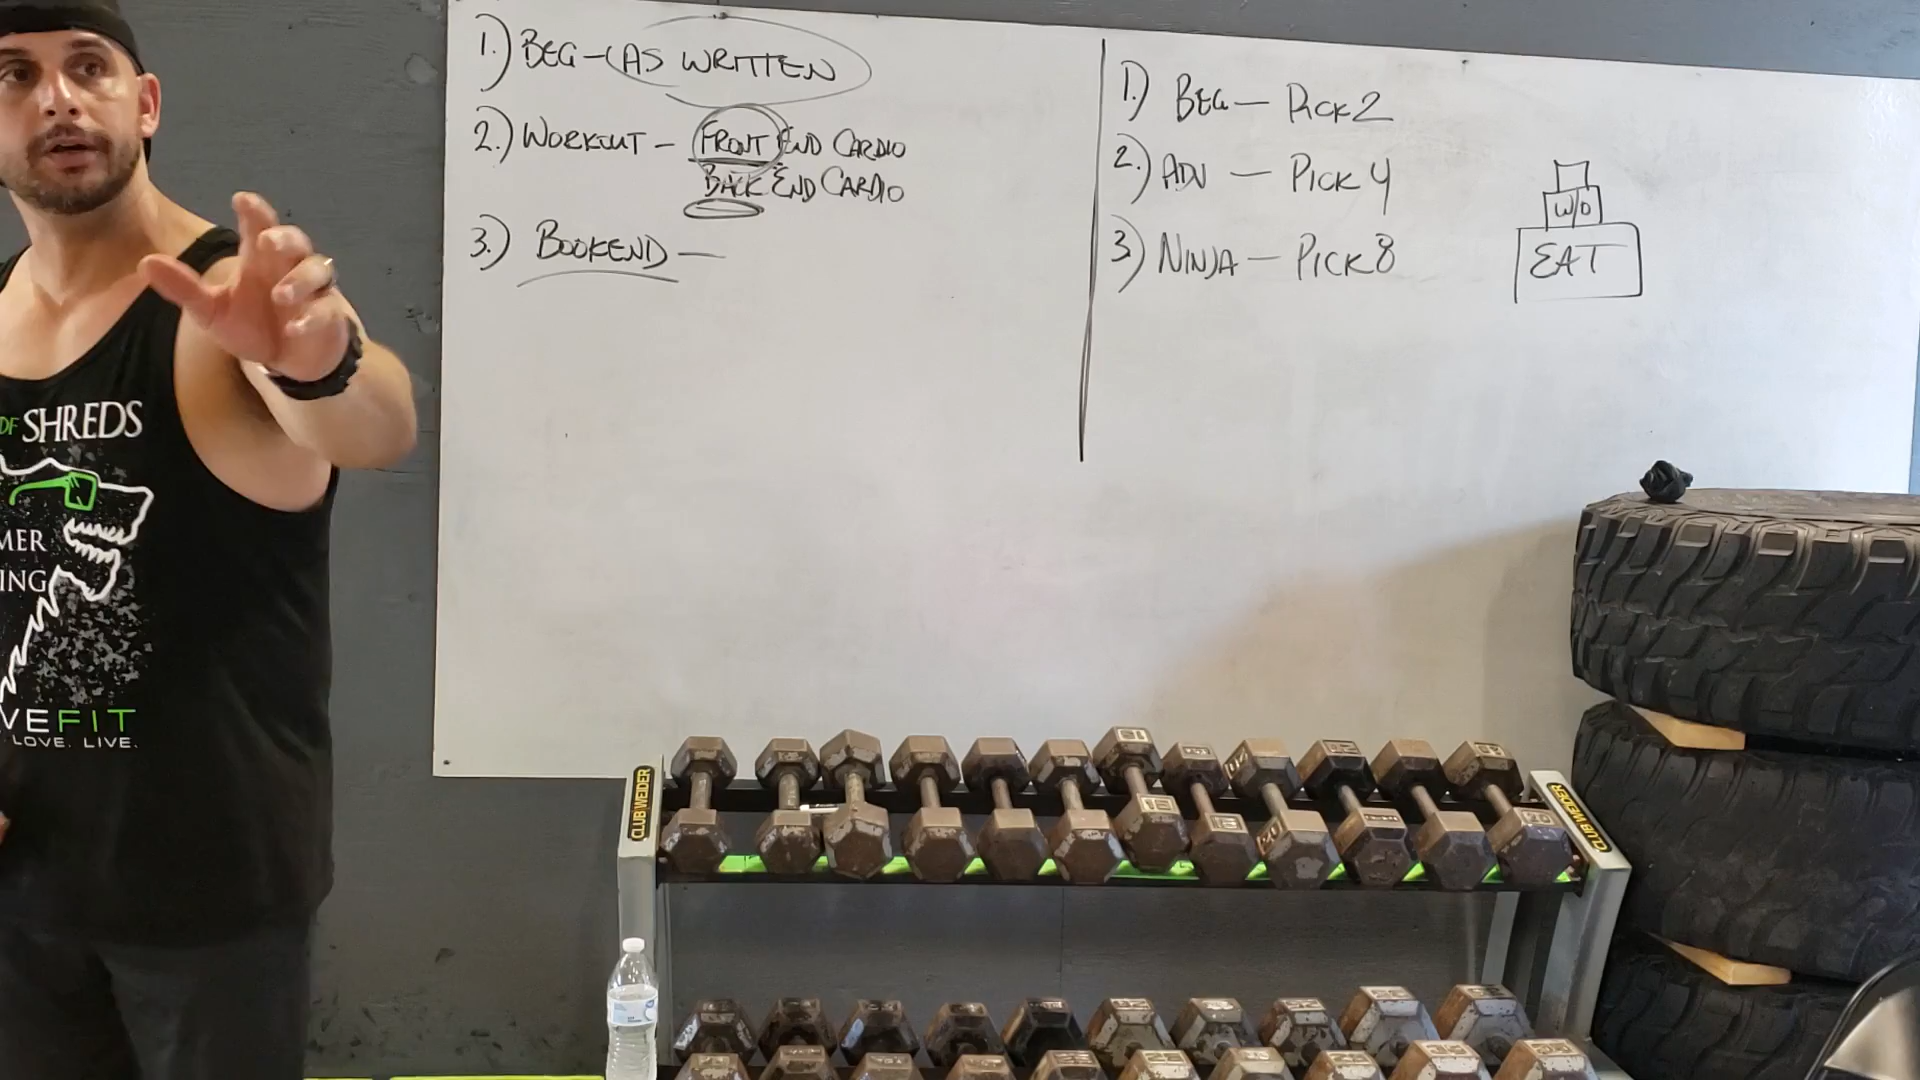 1.) BEG - (AS WRITTEN
2.) WORKOUT - FRONT END CARDIO
BACK END CARDIO
3.) BOOKEND -
1.) BEG - PICK 2
2.) ADV - PICK 4
3) NINJA - PICK 8
W/O
EAT
OF SHREDS
MER
ING
VEFIT
LOVE. LIVE.
CLUB WEIDER
CLUB WEIDER